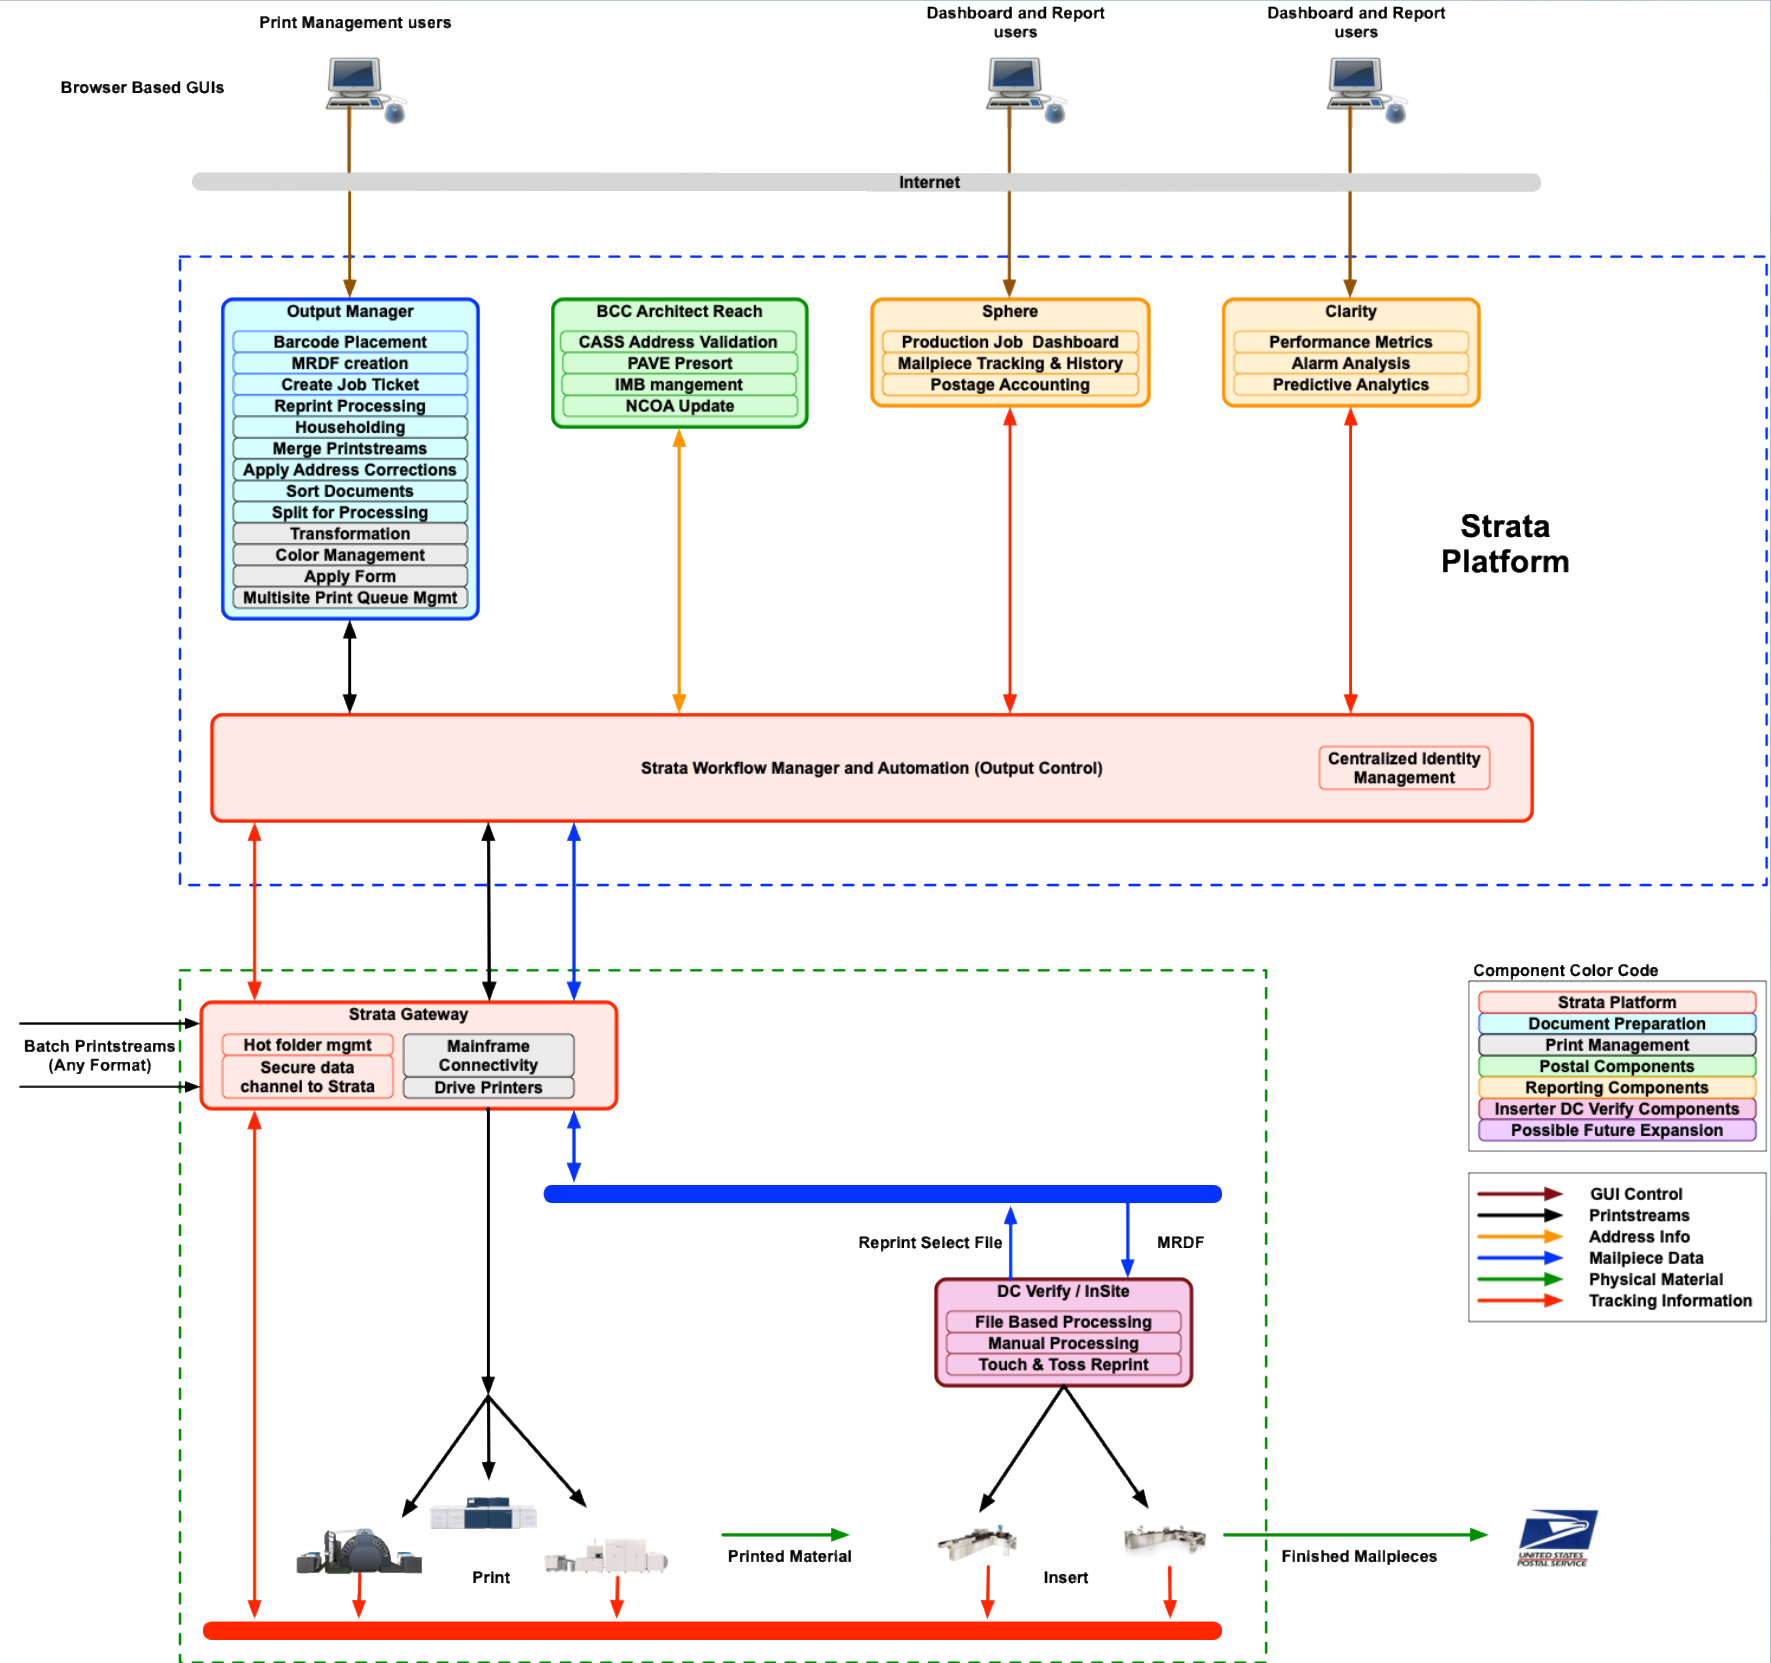 Print Management users
Dashboard and Report
users
Dashboard and Report
users
Browser Based GUIs
Internet
Output Manager
Barcode Placement
MRDF creation
Create Job Ticket
Reprint Processing
Householding
Merge Printstreams
Apply Address Corrections
Sort Documents
Split for Processing
Transformation
Color Management
Apply Form
Multisite Print Queue Mgmt
BCC Architect Reach
CASS Address Validation
PAVE Presort
IMB mangement
NCOA Update
Sphere
Production Job Dashboard
Mailpiece Tracking & History
Postage Accounting
Clarity
Performance Metrics
Alarm Analysis
Predictive Analytics
Strata
Platform
Strata Workflow Manager and Automation (Output Control)
Centralized Identity
Management
Batch Printstreams
(Any Format)
Strata Gateway
Hot folder mgmt
Secure data
channel to Strata
Mainframe
Connectivity
Drive Printers
Component Color Code
Strata Platform
Document Preparation
Print Management
Postal Components
Reporting Components
Inserter DC Verify Components
Possible Future Expansion
GUI Control
Printstreams
Address Info
Mailpiece Data
Physical Material
Tracking Information
Reprint Select File
MRDF
DC Verify / InSite
File Based Processing
Manual Processing
Touch & Toss Reprint
Print
Printed Material
Insert
Finished Mailpieces
UNITED STATES
POSTAL SERVICE